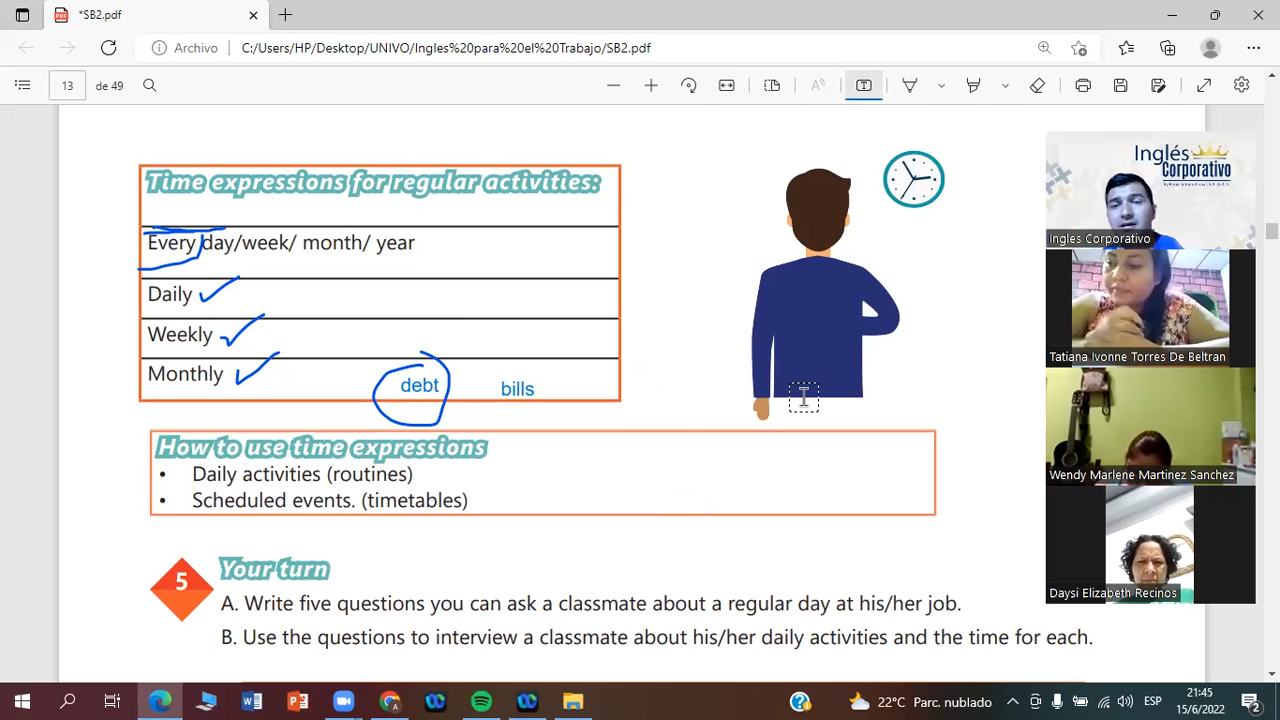 *SB2.pdf
Archivo C:/Users/HP/Desktop/UNIVO/Ingles%20para%20el%20Trabajo/SB2.pdf
13 de 49
Time expressions for regular activities:
Every day/week/ month/ year
Daily
Weekly
Monthly
debt bills
How to use time expressions
• Daily activities (routines)
• Scheduled events. (timetables)
5 Your turn
A. Write five questions you can ask a classmate about a regular day at his/her job.
B. Use the questions to interview a classmate about his/her daily activities and the time for each.
Inglés
Corporativo
Ingles Corporativo
Tatiana Ivonne Torres De Beltran
Wendy Marlene Martinez Sanchez
Daysi Elizabeth Recinos
22°C Parc. nublado
ESP
21:45
15/6/2022
2